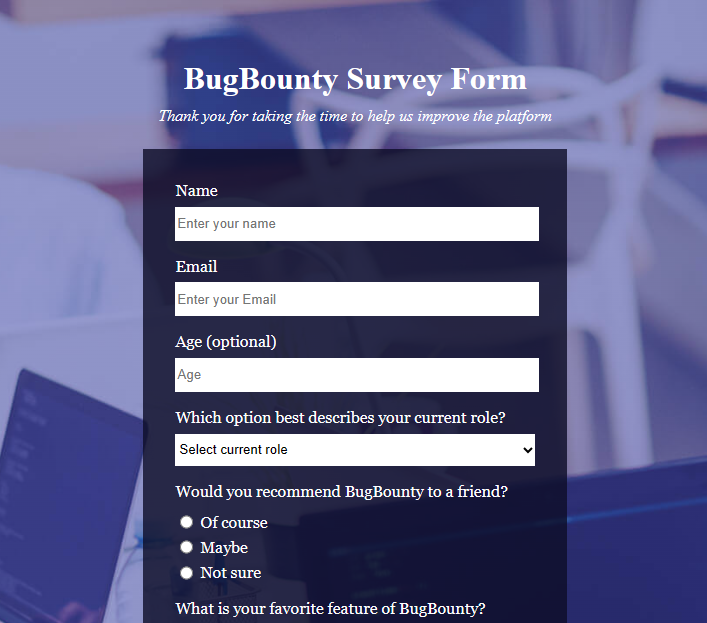 BugBounty Survey Form
Thank you for taking the time to help us improve the platform
Name
Enter your name
Email
Enter your Email
Age (optional)
Age
Which option best describes your current role?
Select current role
Would you recommend BugBounty to a friend?
Of course
Maybe
Not sure
What is your favorite feature of BugBounty?